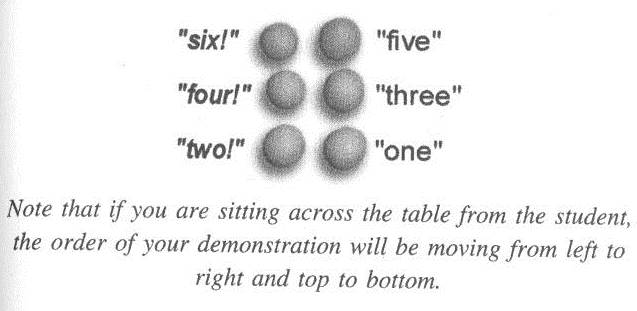 "six!" "five"
"four!" "three"
"two!" "one"
Note that if you are sitting across the table from the student,
the order of your demonstration will be moving from left to
right and top to bottom.